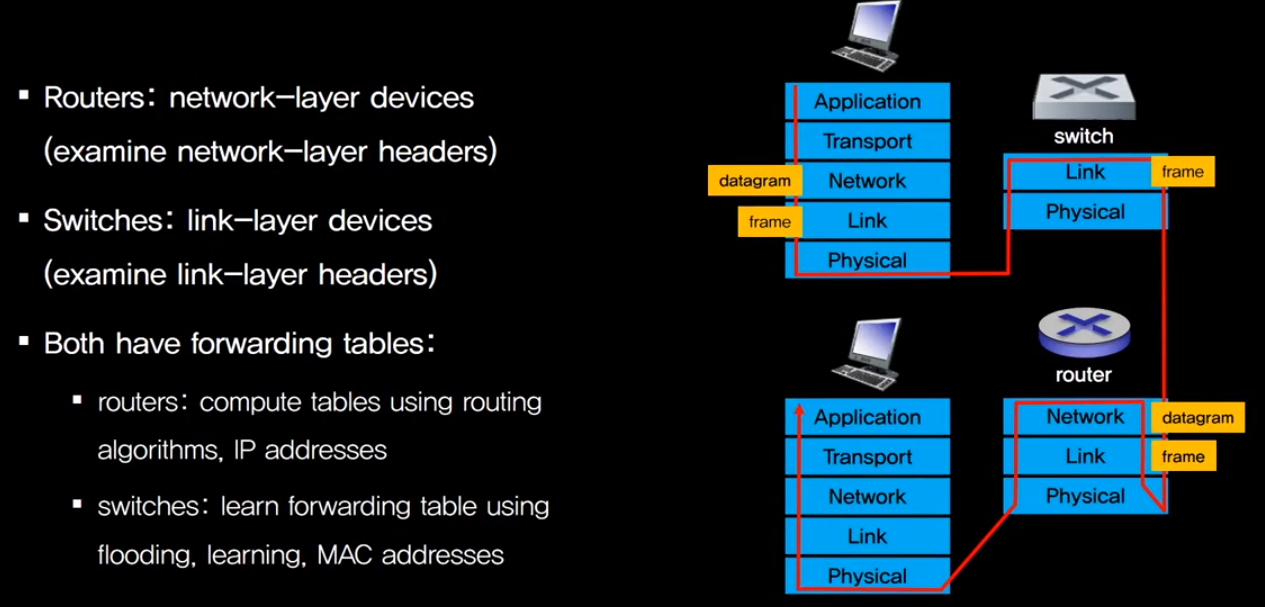 ▪ Routers: network-layer devices
(examine network-layer headers)
▪ Switches: link-layer devices
(examine link-layer headers)
▪ Both have forwarding tables:
▪ routers: compute tables using routing
algorithms, IP addresses
▪ switches: learn forwarding table using
flooding, learning, MAC addresses
Application
Transport
datagram
Network
frame
Link
Physical
switch
Link
frame
Physical
Application
Transport
Network
Link
Physical
router
Network
datagram
Link
frame
Physical